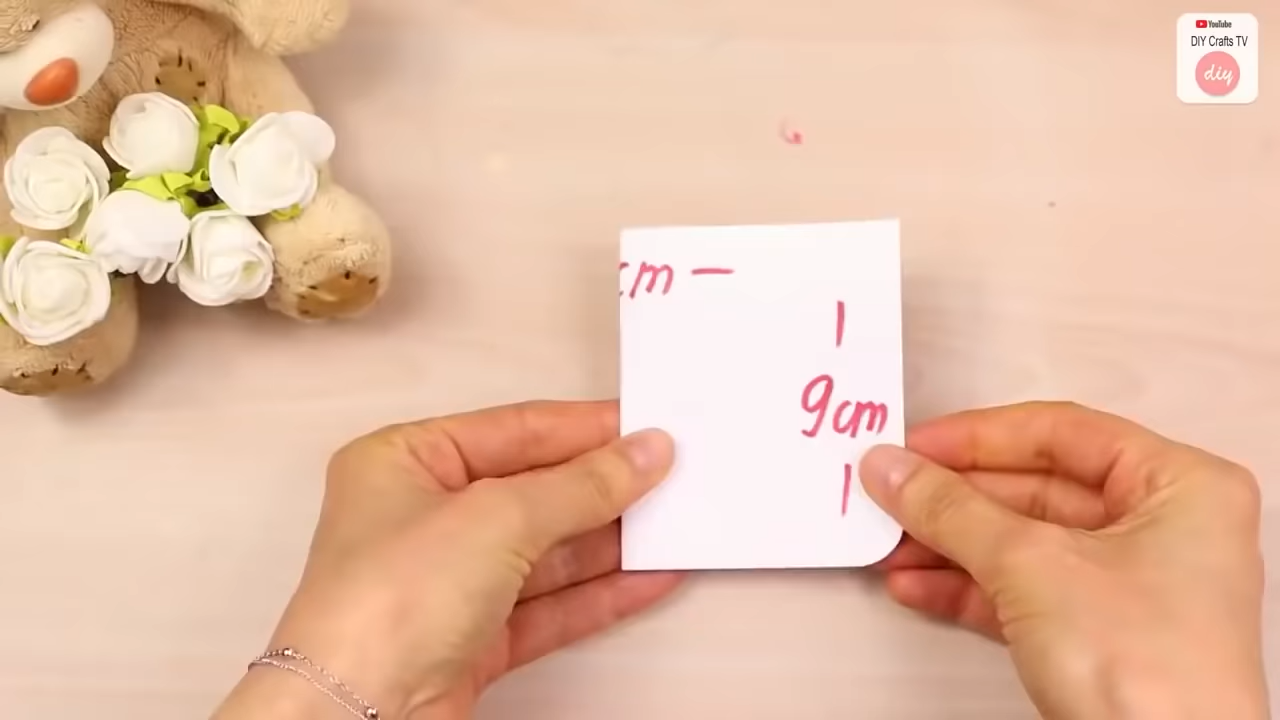 YouTube
DIY Crafts TV
diy
cm —
9cm